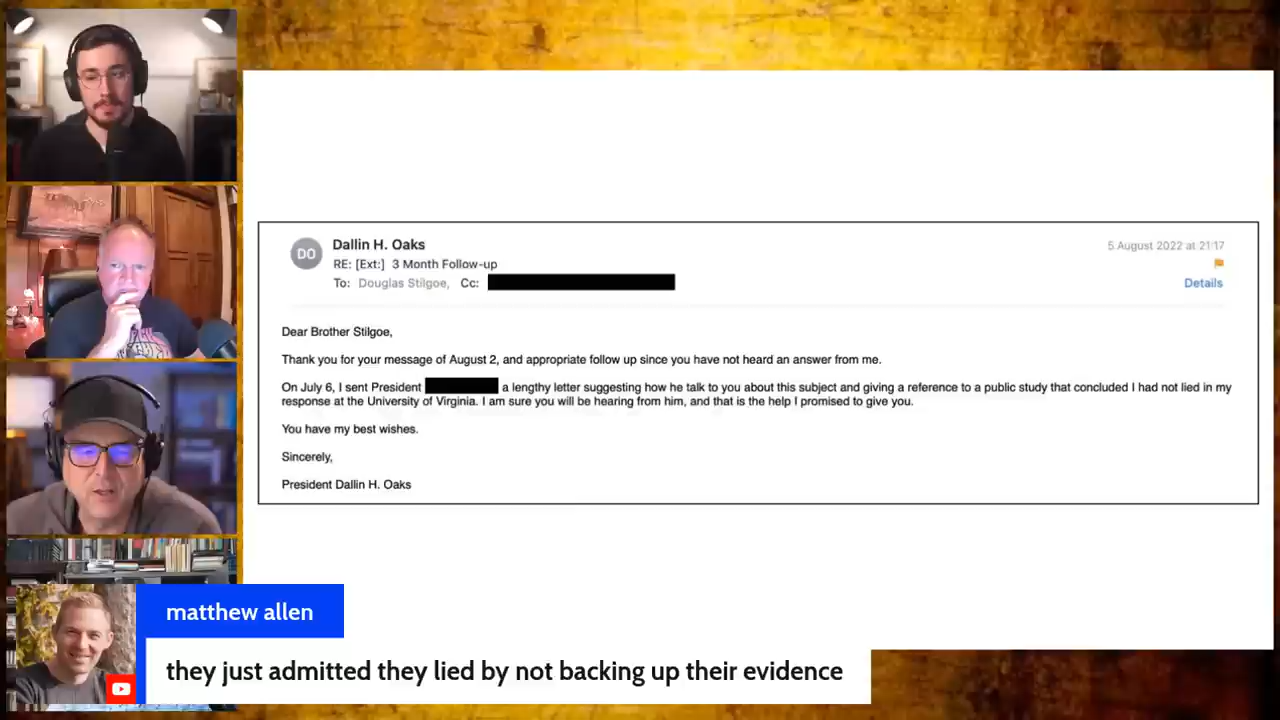 DO
Dallin H. Oaks
5 August 2022 at 21:17
RE: [Ext:] 3 Month Follow-up
To: Douglas Stilgoe, Cc:
Details
Dear Brother Stilgoe,
Thank you for your message of August 2, and appropriate follow up since you have not heard an answer from me.
On July 6, I sent President a lengthy letter suggesting how he talk to you about this subject and giving a reference to a public study that concluded I had not lied in my
response at the University of Virginia. I am sure you will be hearing from him, and that is the help I promised to give you.
You have my best wishes.
Sincerely,
President Dallin H. Oaks
matthew allen
they just admitted they lied by not backing up their evidence